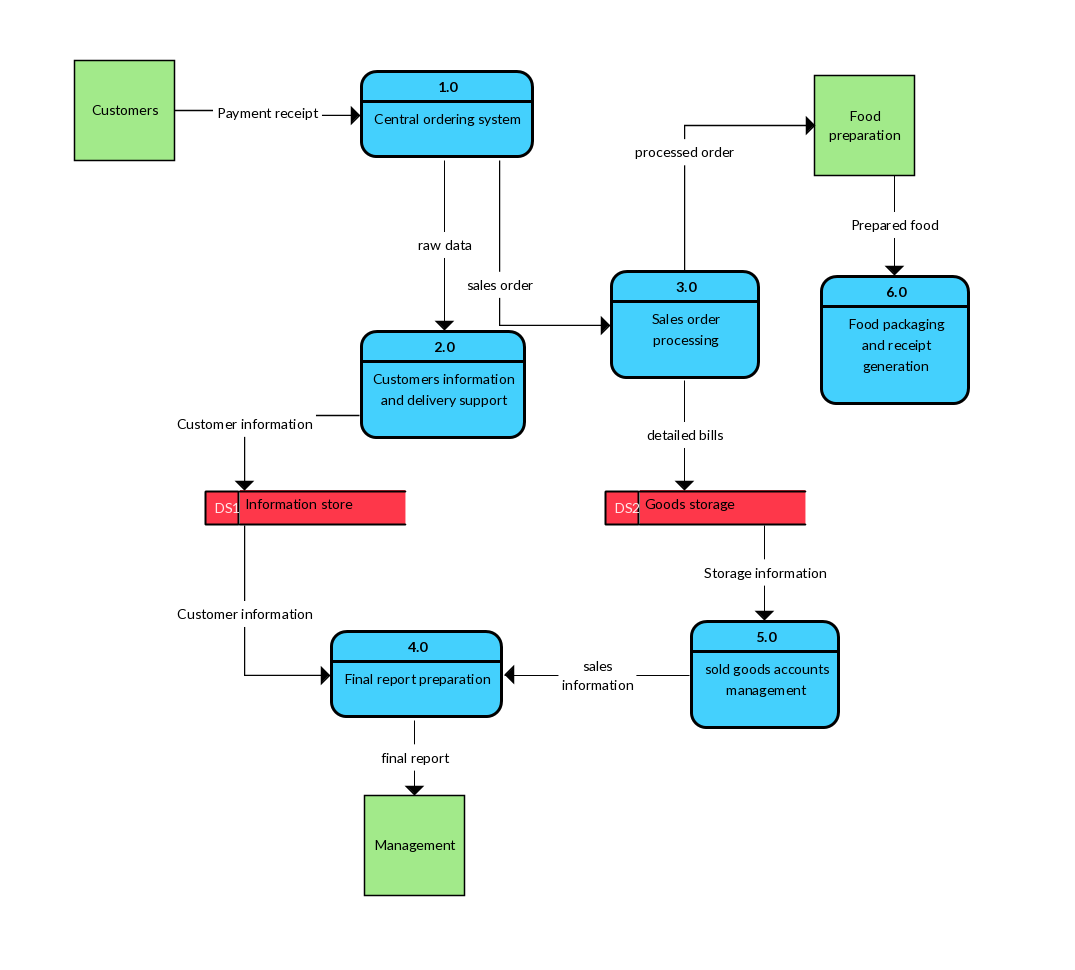 Customers
Payment receipt
1.0
Central ordering system
Food
preparation
processed order
raw data
sales order
Prepared food
2.0
Customers information
and delivery support
3.0
Sales order
processing
6.0
Food packaging
and receipt
generation
Customer information
detailed bills
DS1
Information store
DS2
Goods storage
Storage information
Customer information
4.0
Final report preparation
sales
information
5.0
sold goods accounts
management
final report
Management